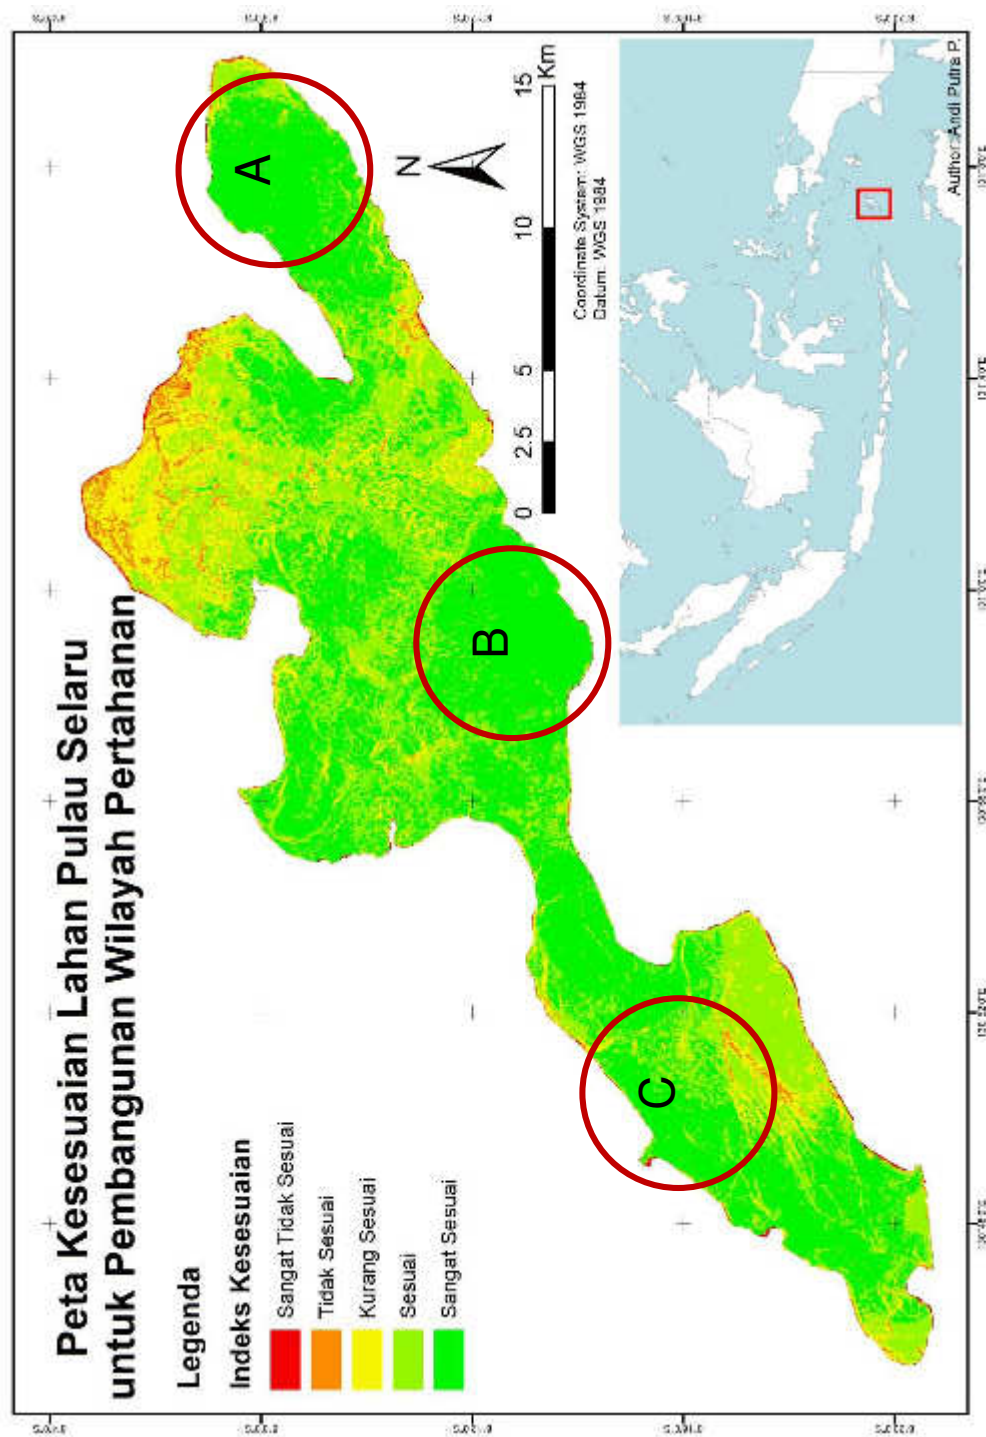 Peta Kesesuaian Lahan Pulau Selaru
untuk Pembangunan Wilayah Pertahanan
Legenda
Indeks Kesesuaian
Sangat Tidak Sesuai
Tidak Sesuai
Kurang Sesuai
Sesuai
Sangat Sesuai
A
B
C
N
0 2.5 5 10 15
Km
Coordinate System: WGS 1984
Datum: WGS 1984
Author: Andi Putra P.